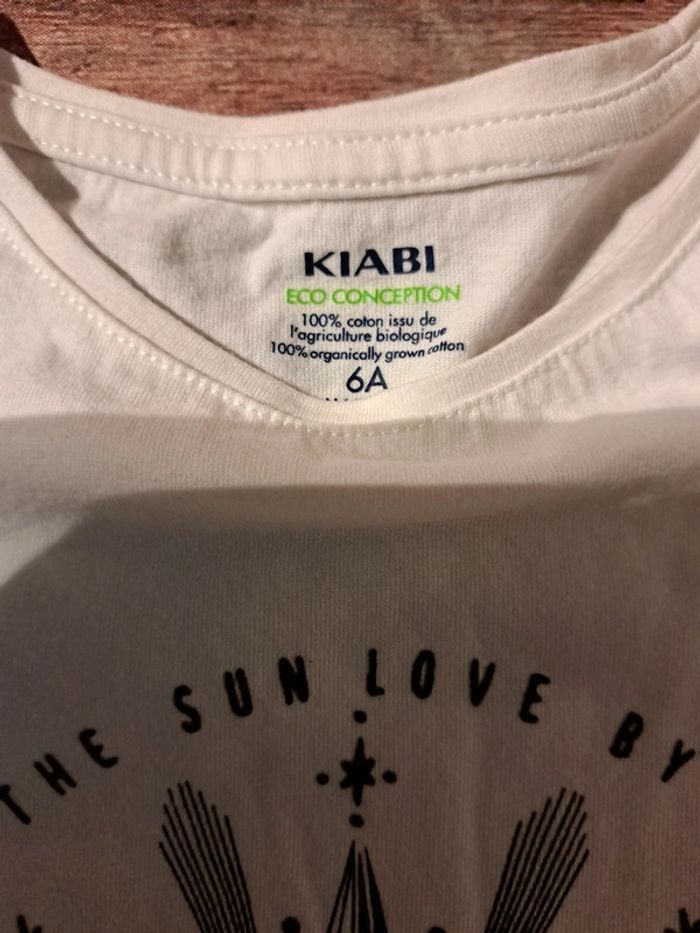 KIABI
ECO CONCEPTION
100% coton issu de
l'agriculture biologique
100% organically grown cotton
6A
THE SUN LOVE BY